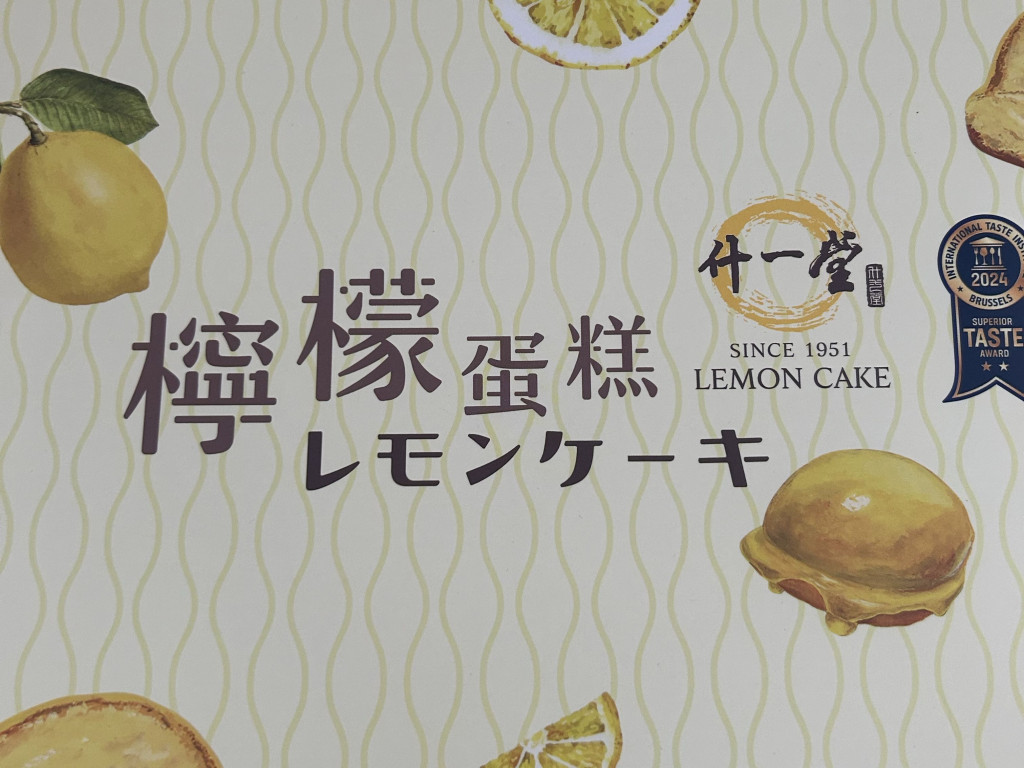 檸檬蛋糕
レモンケーキ
什一堂
SINCE 1951
LEMON CAKE
INTERNATIONAL TASTE
2024
BRUSSELS
SUPERIOR
TASTE
AWARD